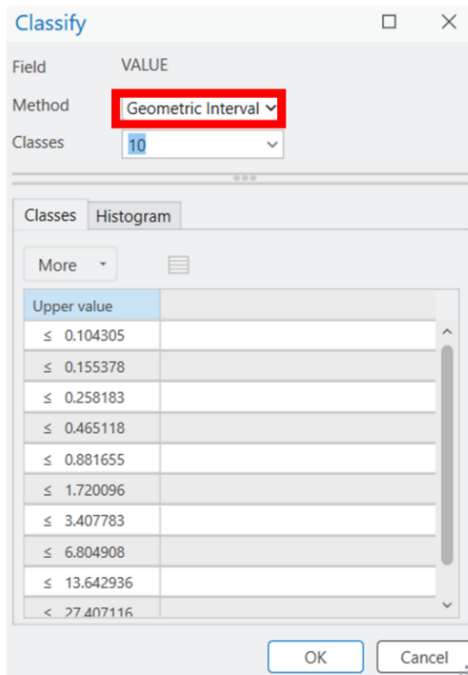 Classify
Field VALUE
Method Geometric Interval
Classes 10
Classes Histogram
More
Upper value
≤ 0.104305
≤ 0.155378
≤ 0.258183
≤ 0.465118
≤ 0.881655
≤ 1.720096
≤ 3.407783
≤ 6.804908
≤ 13.642936
≤ 27.407116
OK Cancel